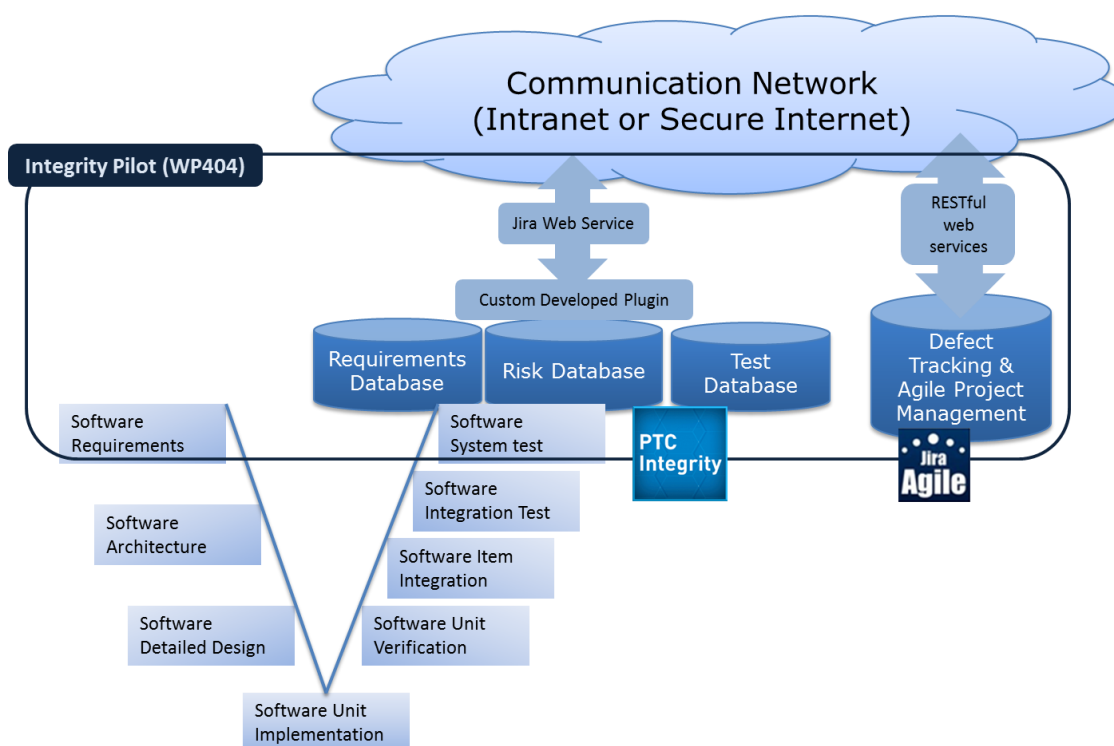 Communication Network
(Intranet or Secure Internet)
Integrity Pilot (WP404)
Jira Web Service
RESTful
web
services
Custom Developed Plugin
Requirements
Database
Risk Database
Test
Database
Defect
Tracking &
Agile Project
Management
Software
Requirements
Software
System test
PTC
Integrity
Jira
Agile
Software
Integration Test
Software
Architecture
Software Item
Integration
Software
Detailed Design
Software Unit
Verification
Software Unit
Implementation